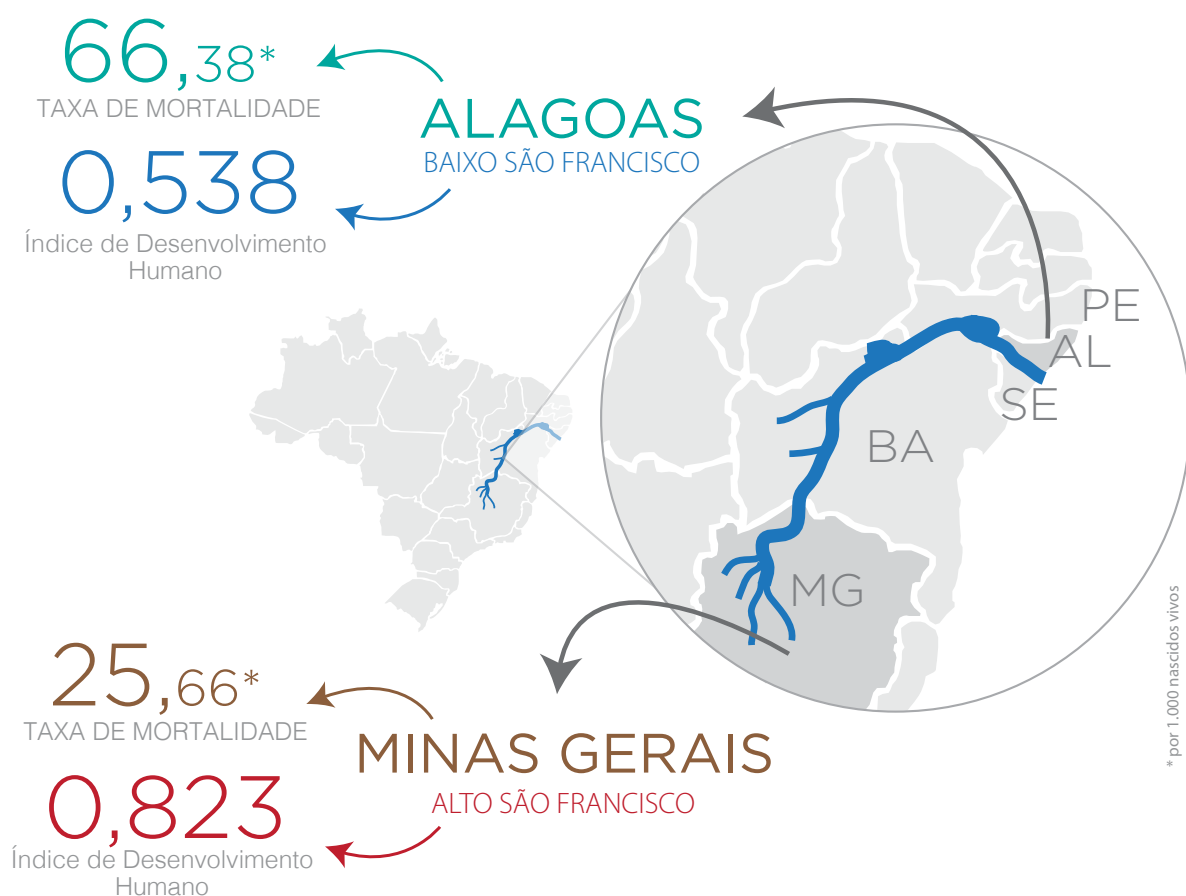 66,38*
TAXA DE MORTALIDADE
0,538
Índice de Desenvolvimento
Humano
ALAGOAS
BAIXO SÃO FRANCISCO
PE
AL
SE
BA
MG
25,66*
TAXA DE MORTALIDADE
0,823
Índice de Desenvolvimento
Humano
MINAS GERAIS
ALTO SÃO FRANCISCO
* por 1.000 nascidos vivos